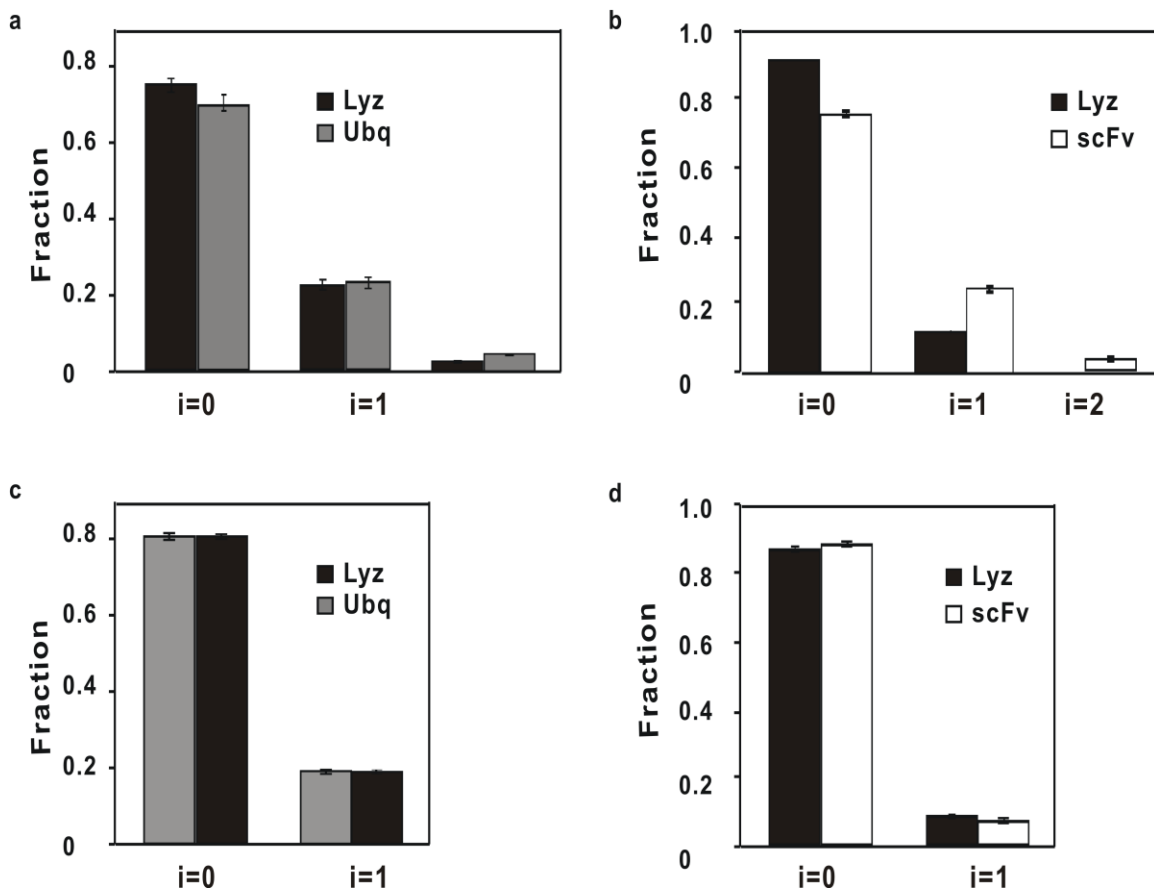 a
0.8
0.6
0.4
0.2
0
Fraction
Lyz
Ubq
i=0
i=1
b
1.0
0.8
0.6
0.4
0.2
0
Fraction
Lyz
scFv
i=0
i=1
i=2
c
0.8
0.6
0.4
0.2
0
Fraction
Lyz
Ubq
i=0
i=1
d
1.0
0.8
0.6
0.4
0.2
0
Fraction
Lyz
scFv
i=0
i=1